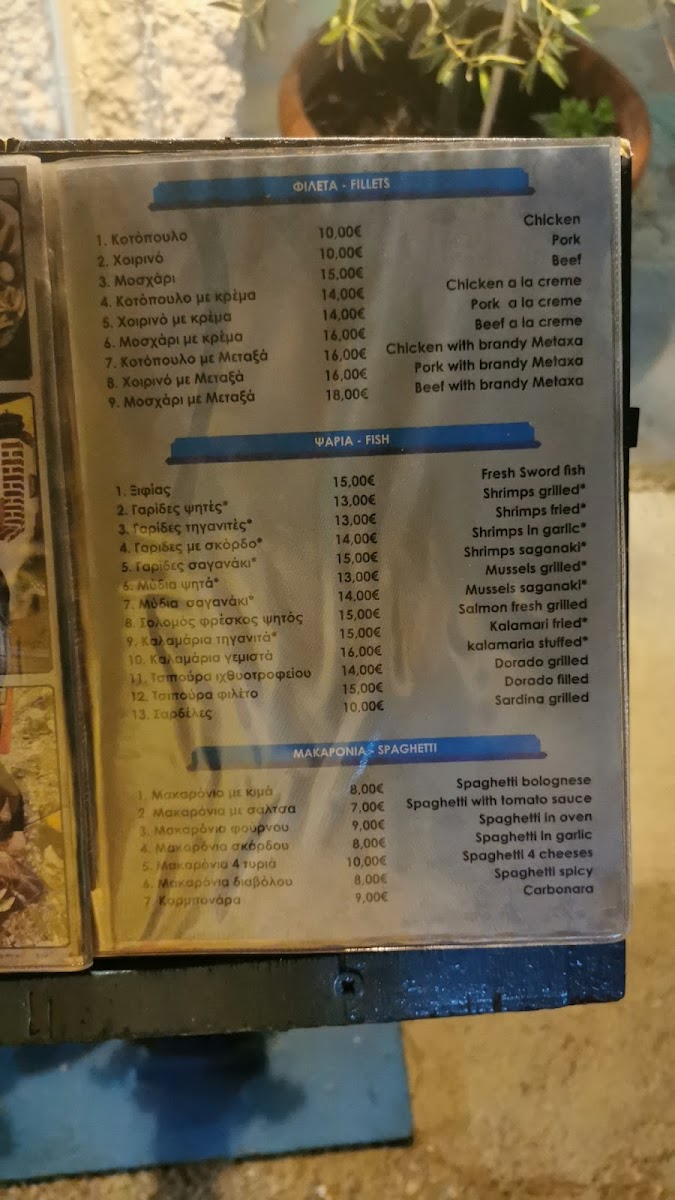 ΦΙΛΕΤΑ - FILLETS
1. Κοτόπουλο 10,00€ Chicken
2. Χοιρινό 10,00€ Pork
3. Μοσχάρι 15,00€ Beef
4. Κοτόπουλο με κρέμα 14,00€ Chicken a la creme
5. Χοιρινό με κρέμα 14,00€ Pork a la creme
6. Μοσχάρι με κρέμα 16,00€ Beef a la creme
7. Κοτόπουλο με Μεταξά 16,00€ Chicken with brandy Metaxa
8. Χοιρινό με Μεταξά 16,00€ Pork with brandy Metaxa
9. Μοσχάρι με Μεταξά 18,00€ Beef with brandy Metaxa
ΨΑΡΙΑ - FISH
1. Ξιφίας 15,00€ Fresh Sword fish
2. Γαρίδες ψητές* 13,00€ Shrimps grilled*
3. Γαρίδες τηγανιτές* 13,00€ Shrimps fried*
4. Γαρίδες με σκόρδο* 14,00€ Shrimps in garlic*
5. Γαρίδες σαγανάκι* 15,00€ Shrimps saganaki*
6. Μύδια ψητά* 13,00€ Mussels grilled*
7. Μύδια σαγανάκι* 14,00€ Mussels saganaki*
8. Σολομός φρέσκος ψητός 15,00€ Salmon fresh grilled
9. Καλαμάρια τηγανιτά* 15,00€ Kalamari fried*
10. Καλαμάρια γεμιστά 16,00€ kalamaria stuffed*
11. Τσιπούρα ιχθυοτροφείου 14,00€ Dorado grilled
12. Τσιπούρα φιλέτο 15,00€ Dorado filled
13. Σαρδέλες 10,00€ Sardina grilled
ΜΑΚΑΡΟΝΙΑ - SPAGHETTI
1. Μακαρόνια με κιμά 8,00€ Spaghetti bolognese
2 Μακαρόνια με σάλτσα 7,00€ Spaghetti with tomato sauce
3. Μακαρόνια φούρνου 9,00€ Spaghetti in oven
4. Μακαρόνια σκόρδου 8,00€ Spaghetti in garlic
5. Μακαρόνια 4 τυριά 10,00€ Spaghetti 4 cheeses
6. Μακαρόνια διαβόλου 8,00€ Spaghetti spicy
7 Καρμπονάρα 9,00€ Carbonara